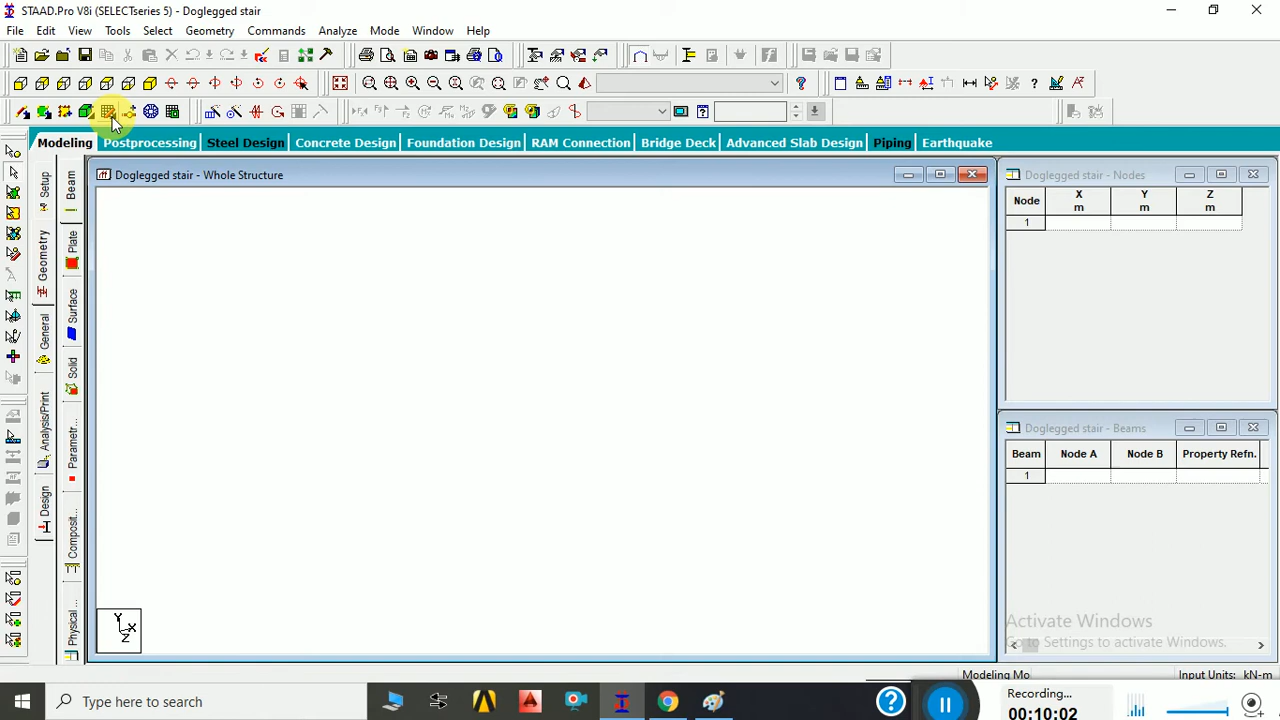 STAAD.Pro V8i (SELECTseries 5) - Doglegged stair
File Edit View Tools Select Geometry Commands Analyze Mode Window Help
Modeling Postprocessing Steel Design Concrete Design Foundation Design RAM Connection Bridge Deck Advanced Slab Design Piping Earthquake
Setup
Geometry
General
Analysis/Print
Design
Beam
Plate
Surface
Solid
Parametr...
Composit...
Physical ...
Doglegged stair - Whole Structure
Y
X
Z
Doglegged stair - Nodes
Node X Y Z
m m m
1
Doglegged stair - Beams
Beam Node A Node B Property Refn.
1
Activate Windows
Go to Settings to activate Windows.
Modeling Mo Input Units: kN-m
Type here to search
Recording...
00:10:02